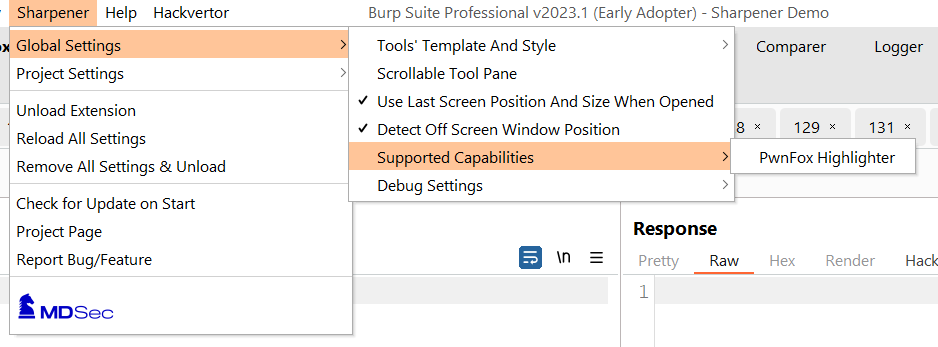 Sharpener Help Hackvertor Burp Suite Professional v2023.1 (Early Adopter) - Sharpener Demo
Global Settings
Project Settings
Unload Extension
Reload All Settings
Remove All Settings & Unload
Check for Update on Start
Project Page
Report Bug/Feature
MDSec
Tools' Template And Style
Scrollable Tool Pane
Use Last Screen Position And Size When Opened
Detect Off Screen Window Position
Supported Capabilities
Debug Settings
PwnFox Highlighter
Comparer Logger
8 × 129 × 131 ×
\n
Response
Pretty Raw Hex Render Hack
1